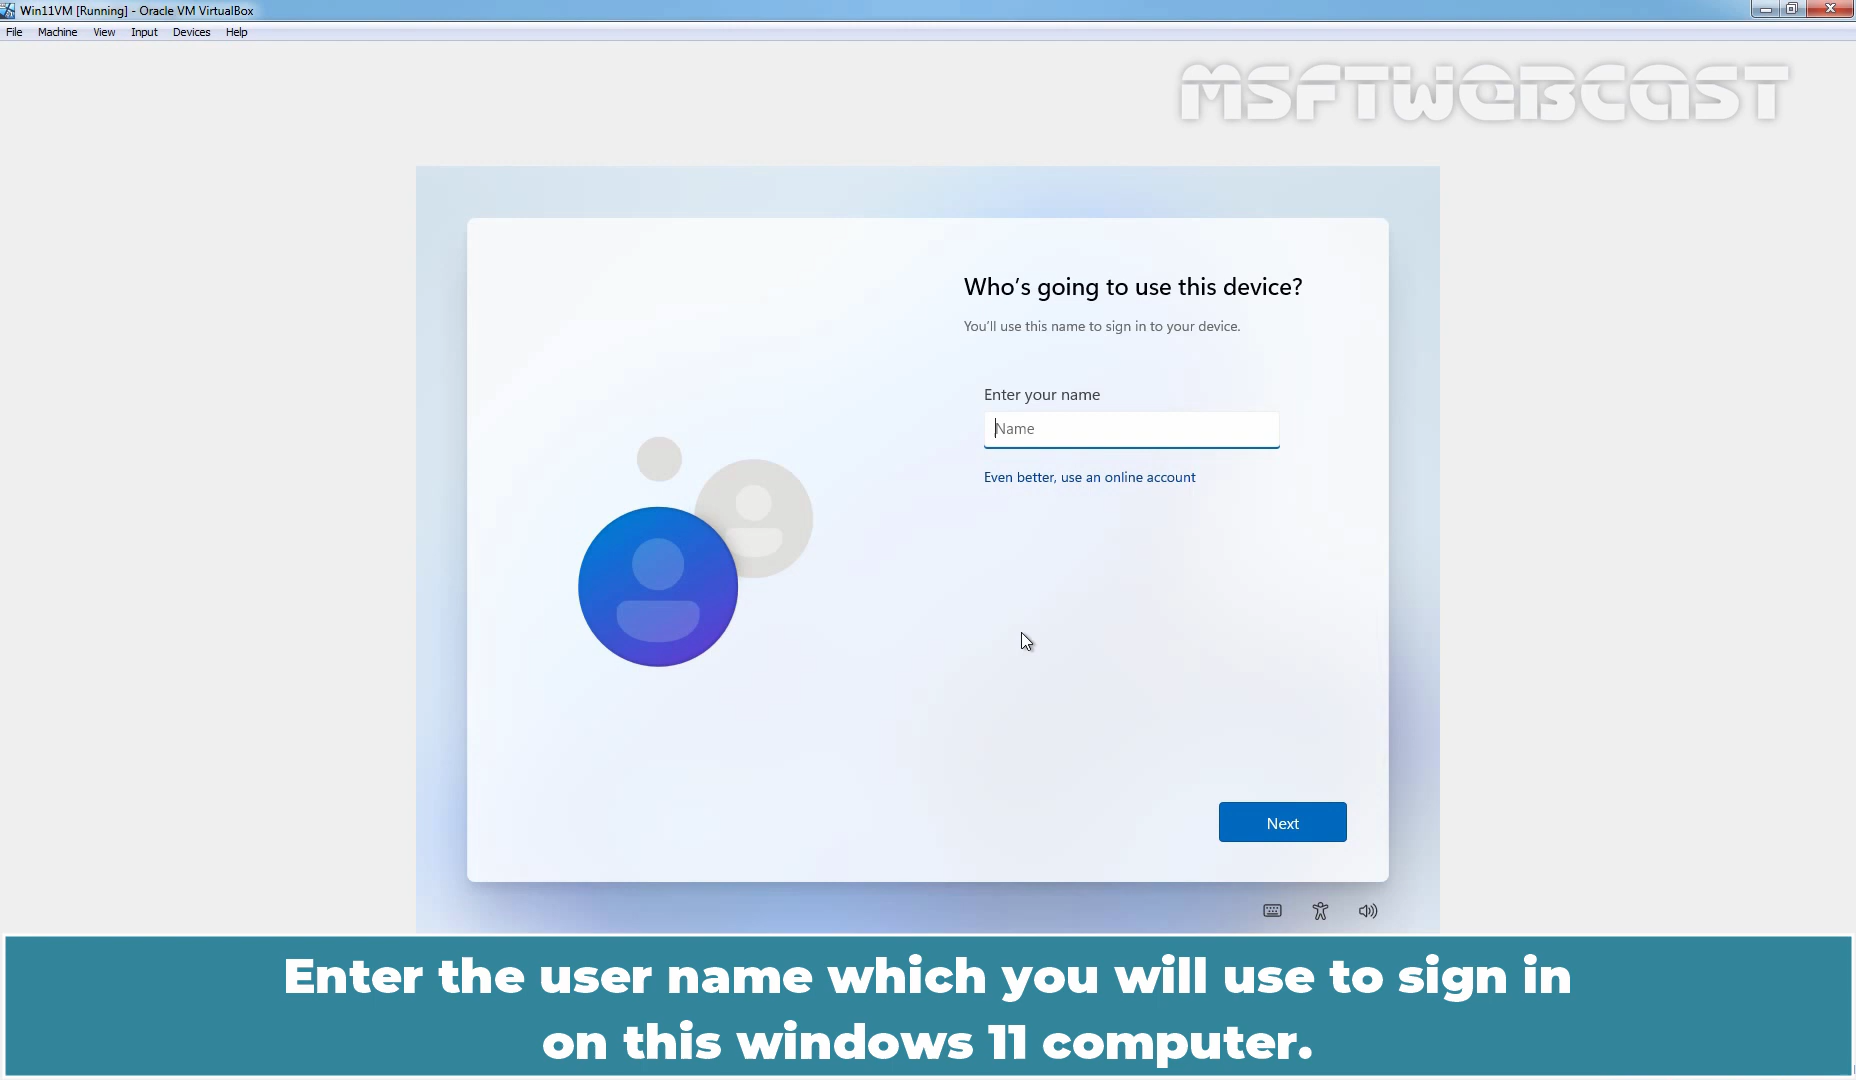 Win11VM [Running] - Oracle VM VirtualBox
File Machine View Input Devices Help
MSFTWEBCAST
Who's going to use this device?
You'll use this name to sign in to your device.
Enter your name
Name
Even better, use an online account
Next
Enter the user name which you will use to sign in
on this windows 11 computer.